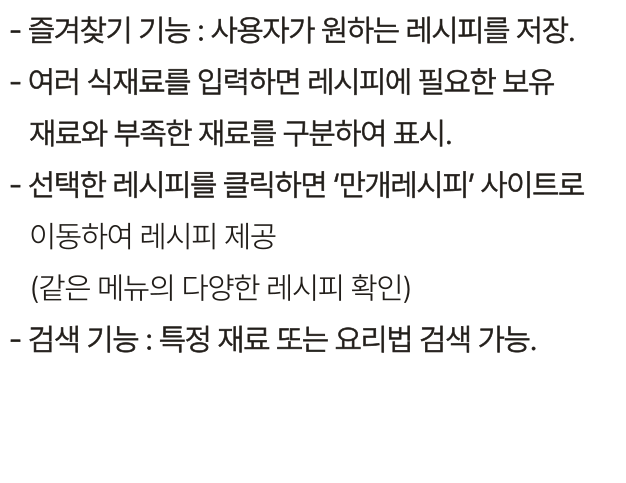 - 즐겨찾기 기능 : 사용자가 원하는 레시피를 저장.
- 여러 식재료를 입력하면 레시피에 필요한 보유
재료와 부족한 재료를 구분하여 표시.
- 선택한 레시피를 클릭하면 ‘만개레시피’ 사이트로
이동하여 레시피 제공
(같은 메뉴의 다양한 레시피 확인)
- 검색 기능 : 특정 재료 또는 요리법 검색 가능.